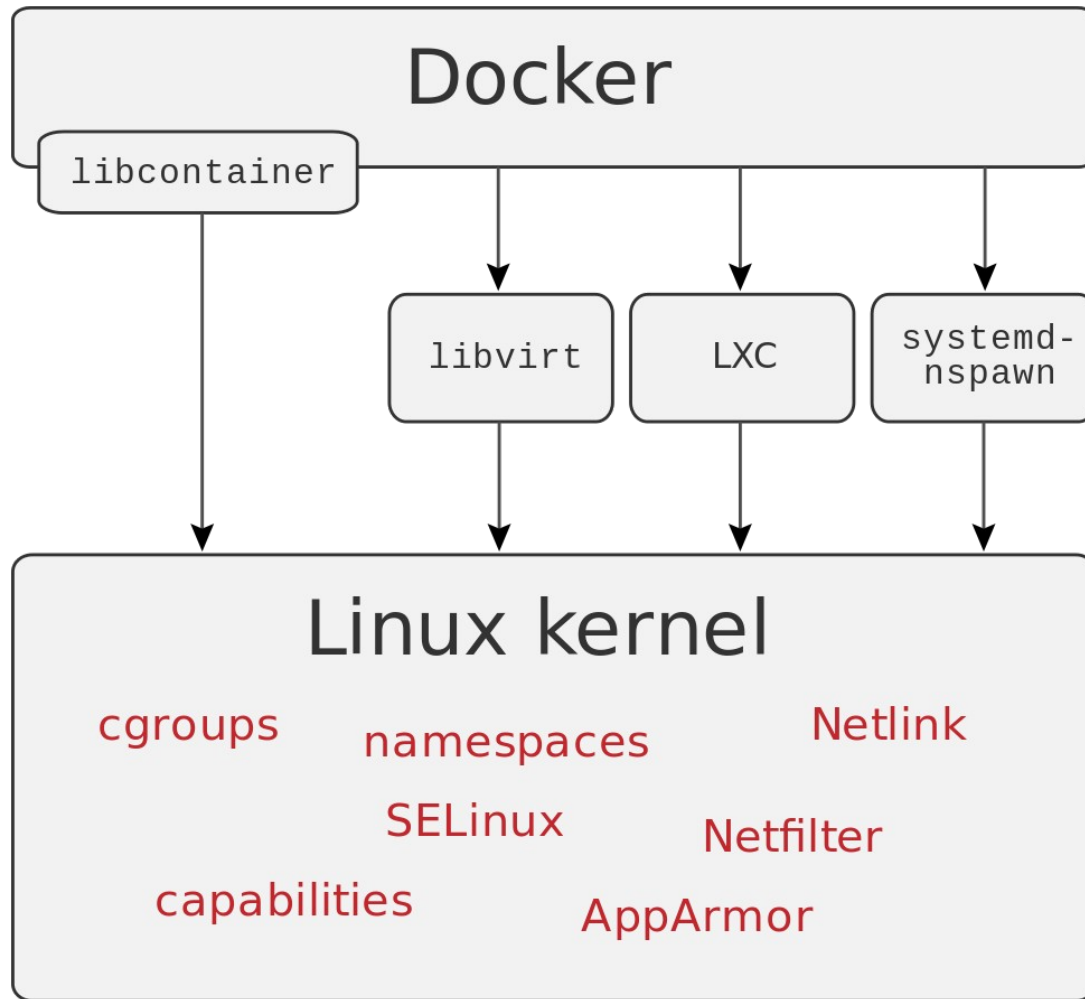 Docker
libcontainer
libvirt
LXC
systemd-
nspawn
Linux kernel
cgroups
namespaces
Netlink
SELinux
Netfilter
capabilities
AppArmor